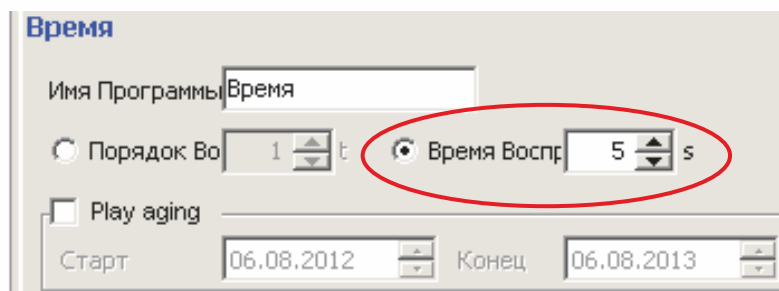 Время
Имя Программы Время
Порядок Во 1 t Время Воспр 5 s
Play aging
Старт 06.08.2012 Конец 06.08.2013